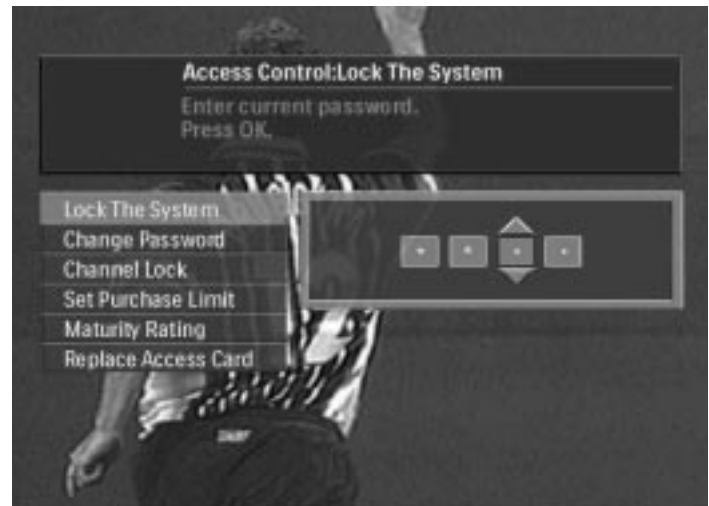 Access Control:Lock The System
Enter current password.
Press OK.
Lock The System
Change Password
Channel Lock
Set Purchase Limit
Maturity Rating
Replace Access Card
* * * *